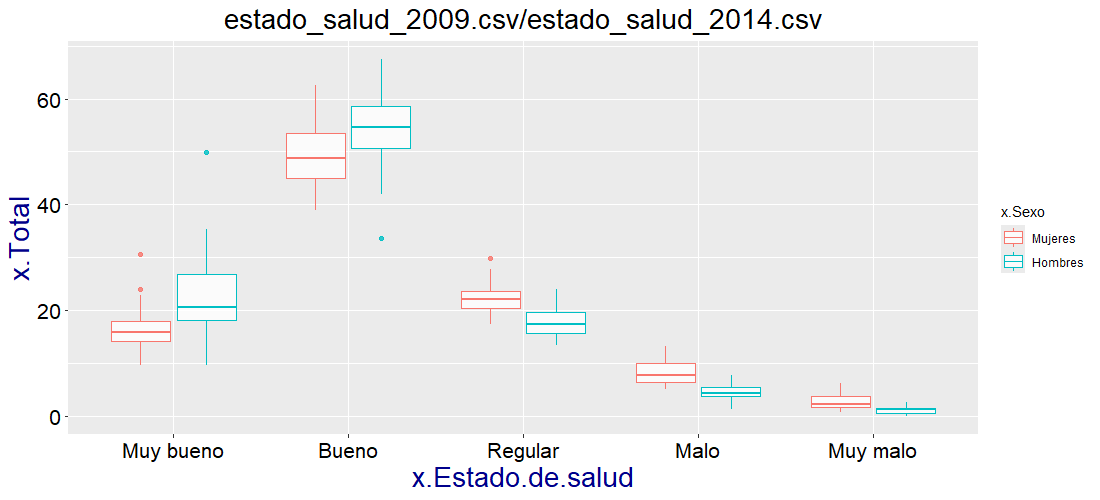 estado_salud_2009.csv/estado_salud_2014.csv
x.Total
60
40
20
0
Muy bueno
Bueno
Regular
Malo
Muy malo
x.Estado.de.salud
x.Sexo
Mujeres
Hombres